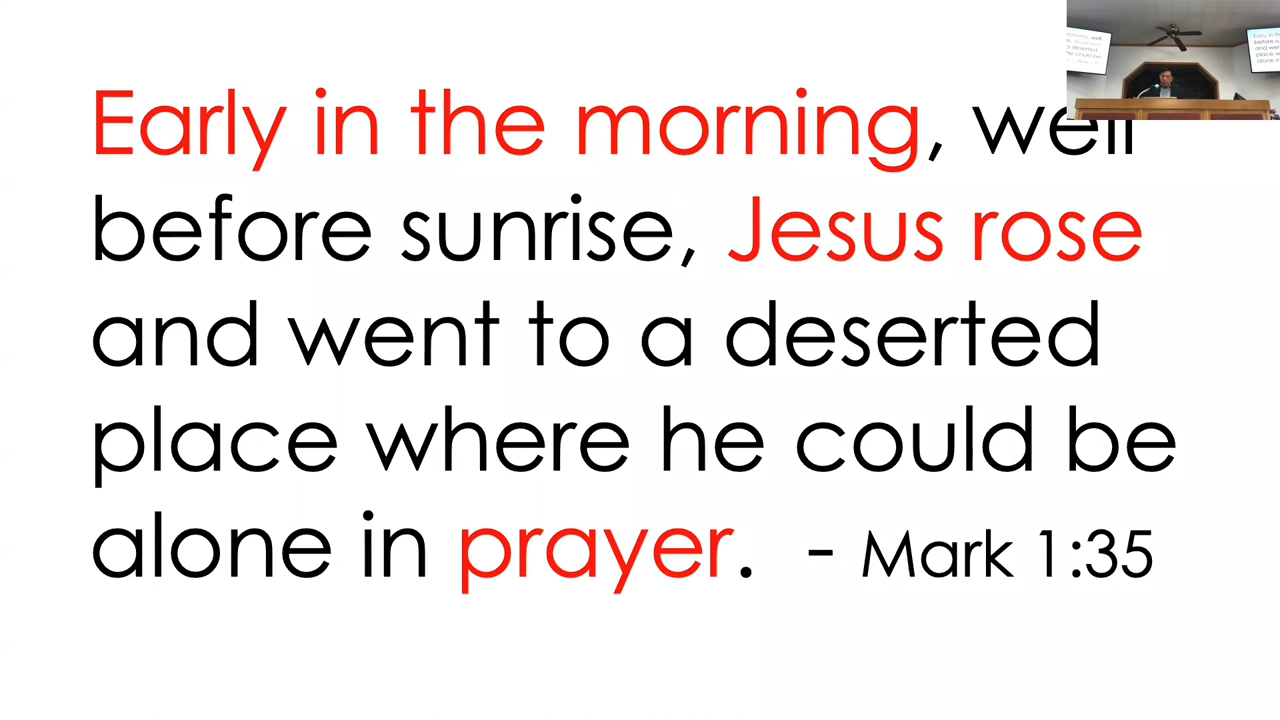 Early in the morning, well
before sunrise, Jesus rose
and went to a deserted
place where he could be
alone in prayer. - Mark 1:35